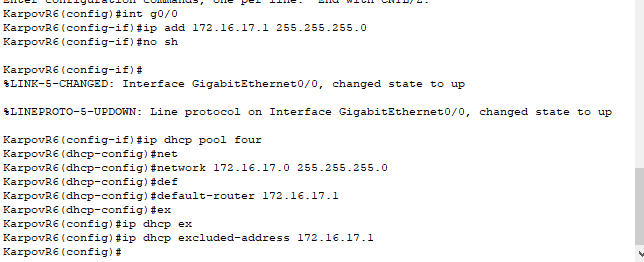 Enter configuration commands, one per line.  End with CNTL/Z.
KarpovR6(config)#int g0/0
KarpovR6(config-if)#ip add 172.16.17.1 255.255.255.0
KarpovR6(config-if)#no sh
KarpovR6(config-if)#
%LINK-5-CHANGED: Interface GigabitEthernet0/0, changed state to up
%LINEPROTO-5-UPDOWN: Line protocol on Interface GigabitEthernet0/0, changed state to up
KarpovR6(config-if)#ip dhcp pool four
KarpovR6(dhcp-config)#net
KarpovR6(dhcp-config)#network 172.16.17.0 255.255.255.0
KarpovR6(dhcp-config)#def
KarpovR6(dhcp-config)#default-router 172.16.17.1
KarpovR6(dhcp-config)#ex
KarpovR6(config)#ip dhcp ex
KarpovR6(config)#ip dhcp excluded-address 172.16.17.1
KarpovR6(config)#